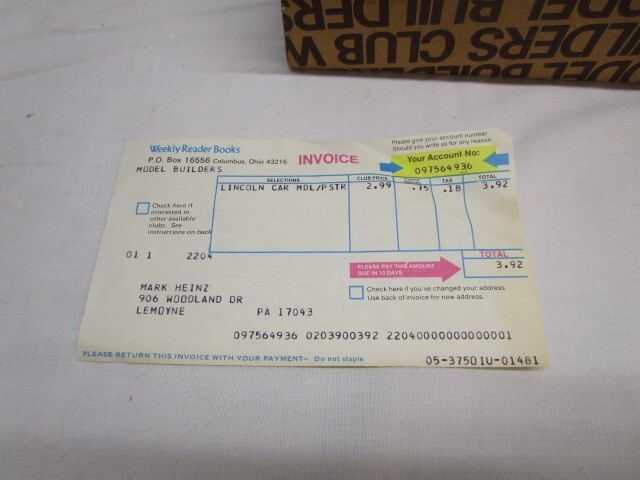 MODEL BUILDERS
BUILDERS CLUB W
MODEL BUILDERS
Weekly Reader Books
P.O. Box 16556 Columbus, Ohio 43216
MODEL BUILDERS
INVOICE
Please give your account number
Should you write us for any reason.
Your Account No:
097564936
SELECTIONS CLUB PRICE TAX TOTAL
LINCOLN CAR MDL/PSTR 2.99 .75 .18 3.92
Check here if
interested in
other available
clubs. See
instructions on back
01 1 2204
TOTAL
3.92
PLEASE PAY THIS AMOUNT
DUE IN 10 DAYS
Check here if you've changed your address.
Use back of invoice for new address.
MARK HEINZ
906 WOODLAND DR
LEMOYNE PA 17043
097564936 0203900392 22040000000000001
PLEASE RETURN THIS INVOICE WITH YOUR PAYMENT– Do not staple
05-37501U-01481